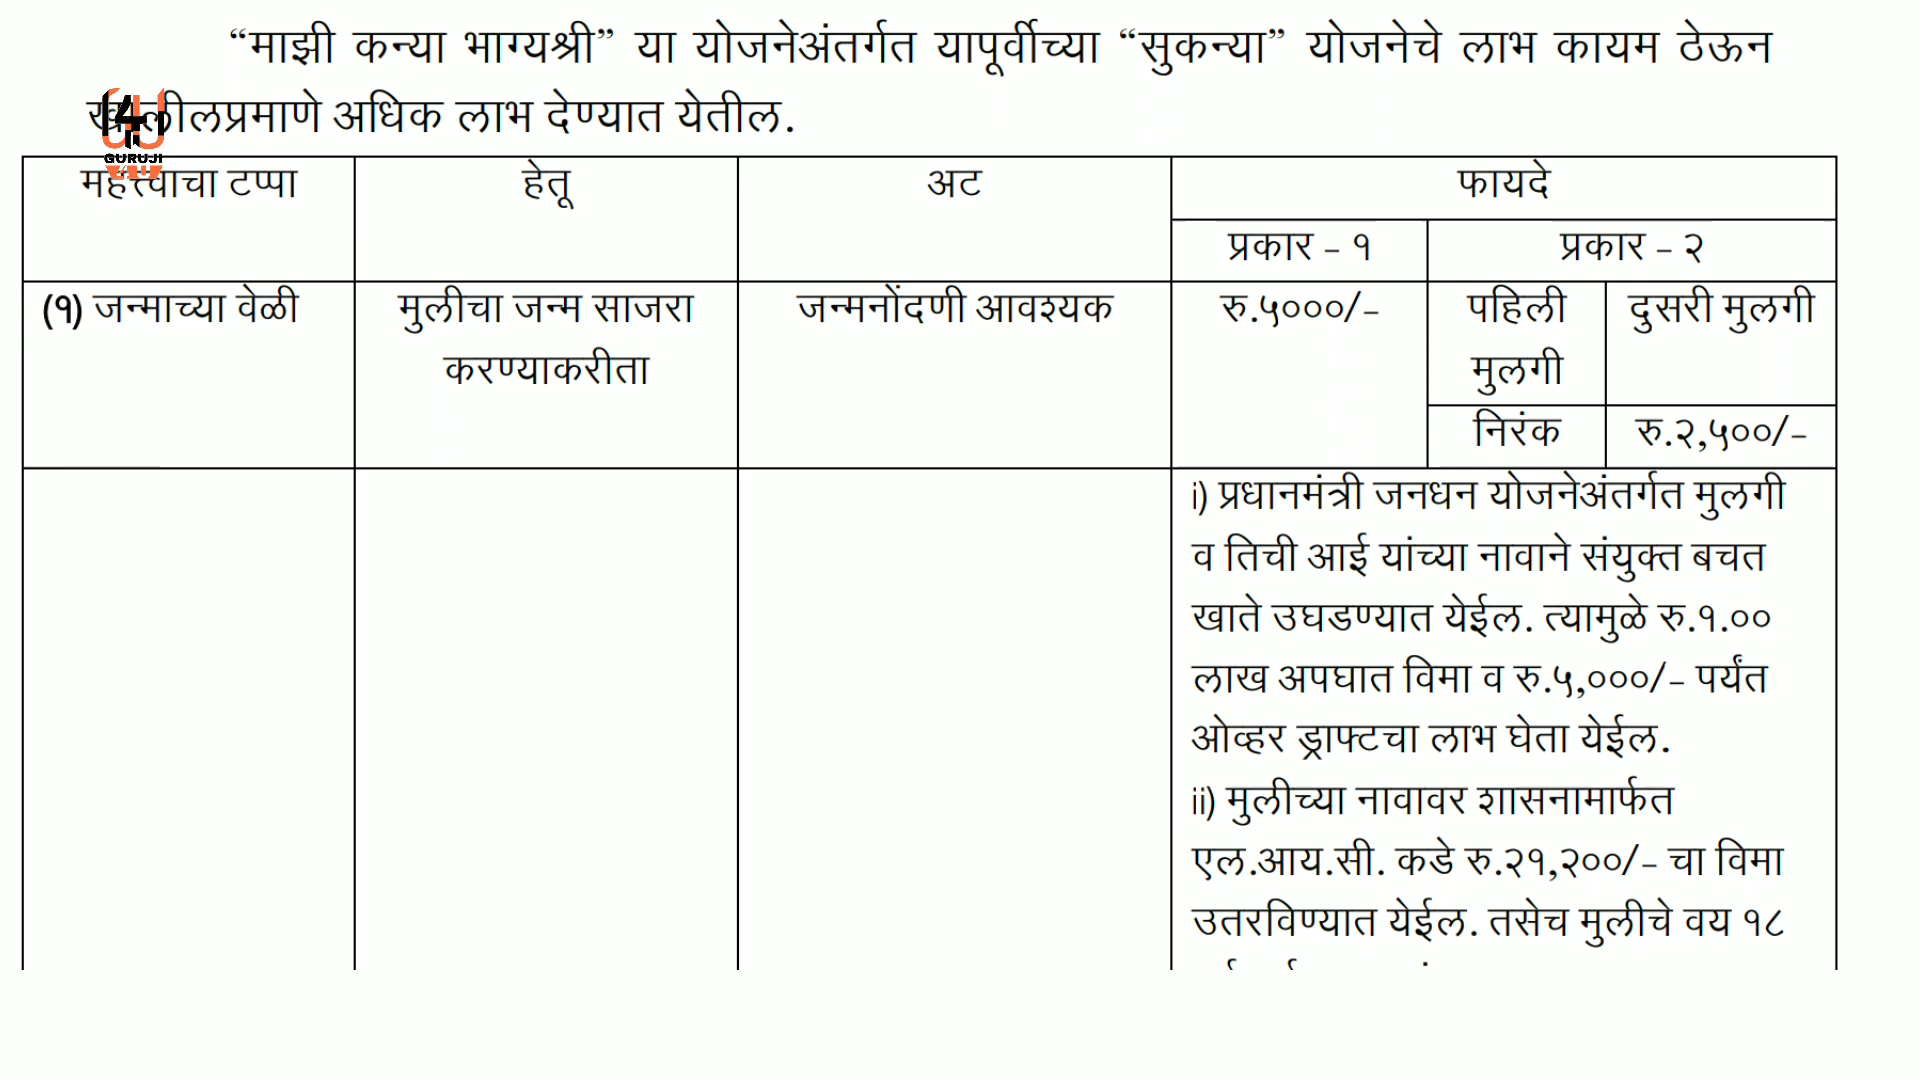 “माझी कन्या भाग्यश्री” या योजनेअंतर्गत यापूर्वीच्या “सुकन्या” योजनेचे लाभ कायम ठेऊन
खालीलप्रमाणे अधिक लाभ देण्यात येतील.
4U
GURUJI
महत्त्वाचा टप्पा हेतू अट फायदे
प्रकार – १ प्रकार – २
(१) जन्माच्या वेळी मुलीचा जन्म साजरा जन्मनोंदणी आवश्यक रु.५०००/– पहिली दुसरी मुलगी
करण्याकरीता मुलगी
निरंक रु.२,५००/–
i) प्रधानमंत्री जनधन योजनेअंतर्गत मुलगी
व तिची आई यांच्या नावाने संयुक्त बचत
खाते उघडण्यात येईल. त्यामुळे रु.१.००
लाख अपघात विमा व रु.५,०००/– पर्यंत
ओव्हर ड्राफ्टचा लाभ घेता येईल.
ii) मुलीच्या नावावर शासनामार्फत
एल.आय.सी. कडे रु.२१,२००/– चा विमा
उतरविण्यात येईल. तसेच मुलीचे वय १८